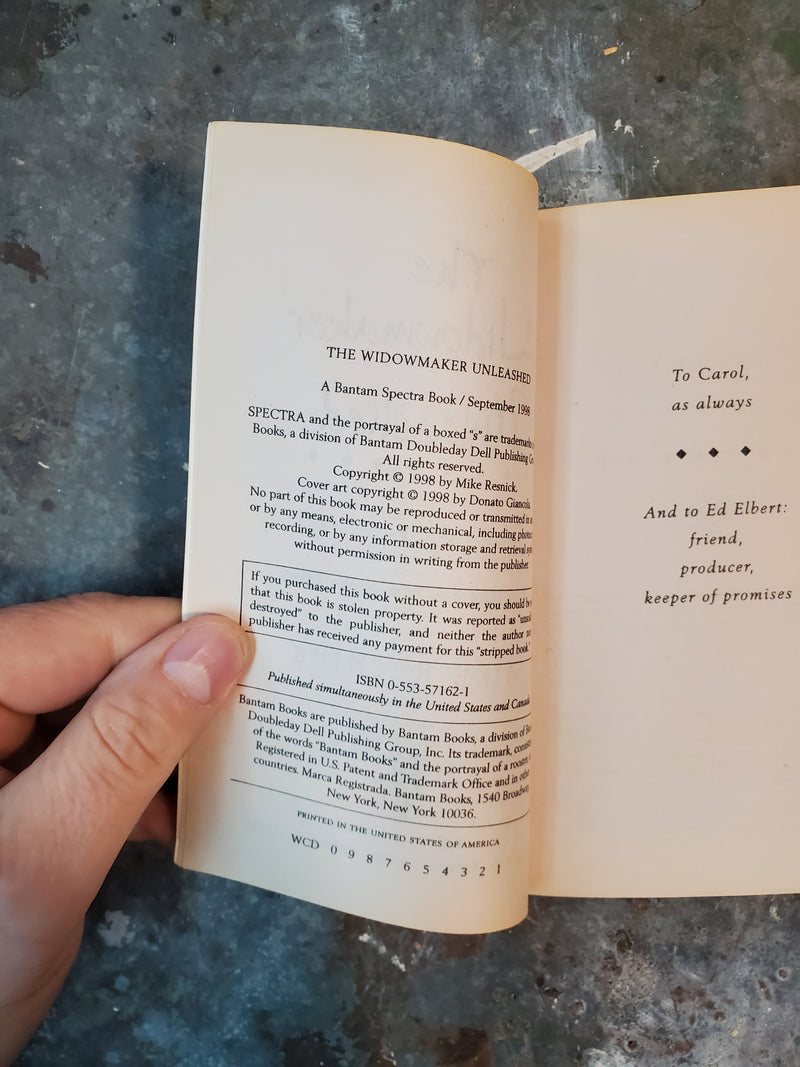 THE WIDOWMAKER UNLEASHED
A Bantam Spectra Book / September 1998
SPECTRA and the portrayal of a boxed "s" are trademarks
Books, a division of Bantam Doubleday Dell Publishing
All rights reserved.
Copyright © 1998 by Mike Resnick.
Cover art copyright © 1998 by Donato Giancola.
No part of this book may be reproduced or transmitted in
or by any means, electronic or mechanical, including
recording, or by any information storage and retrieval
without permission in writing from the publisher.
If you purchased this book without a cover, you should
that this book is stolen property. It was reported as
destroyed" to the publisher, and neither the author
publisher has received any payment for this "stripped book."
ISBN 0-553-57162-1
Published simultaneously in the United States and Canada
Bantam Books are published by Bantam Books, a division of
Doubleday Dell Publishing Group, Inc. Its trademark,
of the words "Bantam Books" and the portrayal of a rooster,
Registered in U.S. Patent and Trademark Office and in other
countries. Marca Registrada. Bantam Books, 1540 Broadway,
New York, New York 10036.
PRINTED IN THE UNITED STATES OF AMERICA
WCD 0 9 8 7 6 5 4 3 2 1
To Carol,
as always
And to Ed Elbert:
friend,
producer,
keeper of promises